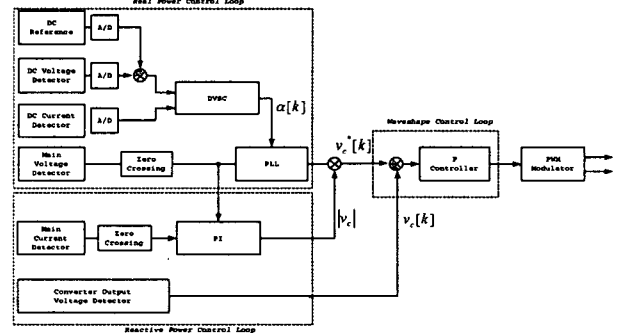 Real Power Control Loop
DC
Reference
A/D
DC Voltage
Detector
A/D
DC Current
Detector
A/D
DVSC
α[k]
Main
Voltage
Detector
Zero
Crossing
PLL
v_c*[k]
Waveshape Control Loop
P
Controller
PWM
Modulator
Main
Current
Detector
Zero
Crossing
PI
|v_c|
v_c[k]
Converter Output
Voltage Detector
Reactive Power Control Loop